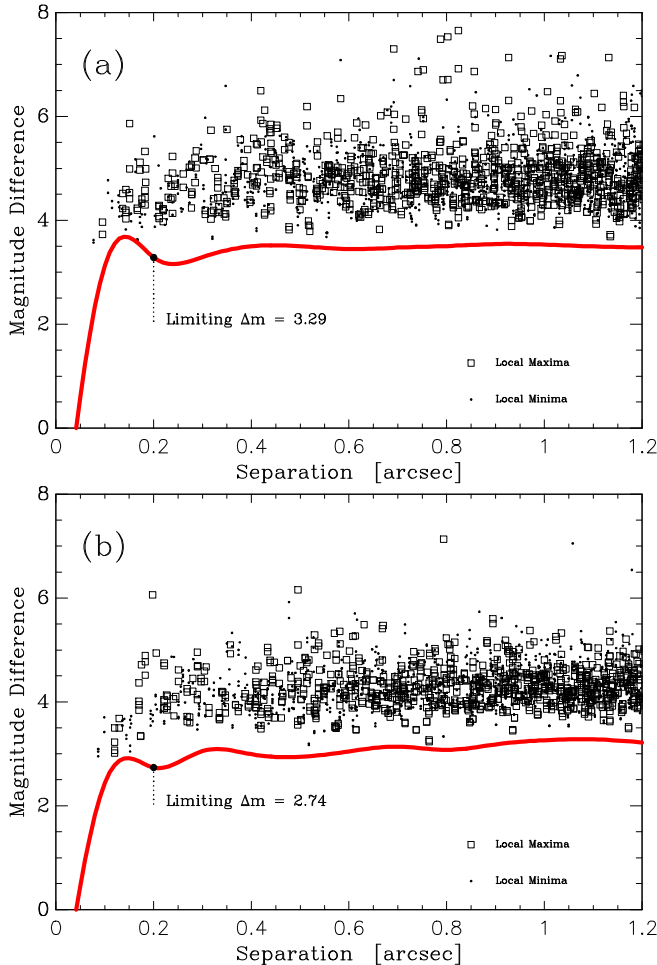 8
(a)
6
4
2
0
Magnitude Difference
Limiting Δm = 3.29
Local Maxima
Local Minima
0 0.2 0.4 0.6 0.8 1 1.2
Separation [arcsec]
8
(b)
6
4
2
0
Magnitude Difference
Limiting Δm = 2.74
Local Maxima
Local Minima
0 0.2 0.4 0.6 0.8 1 1.2
Separation [arcsec]